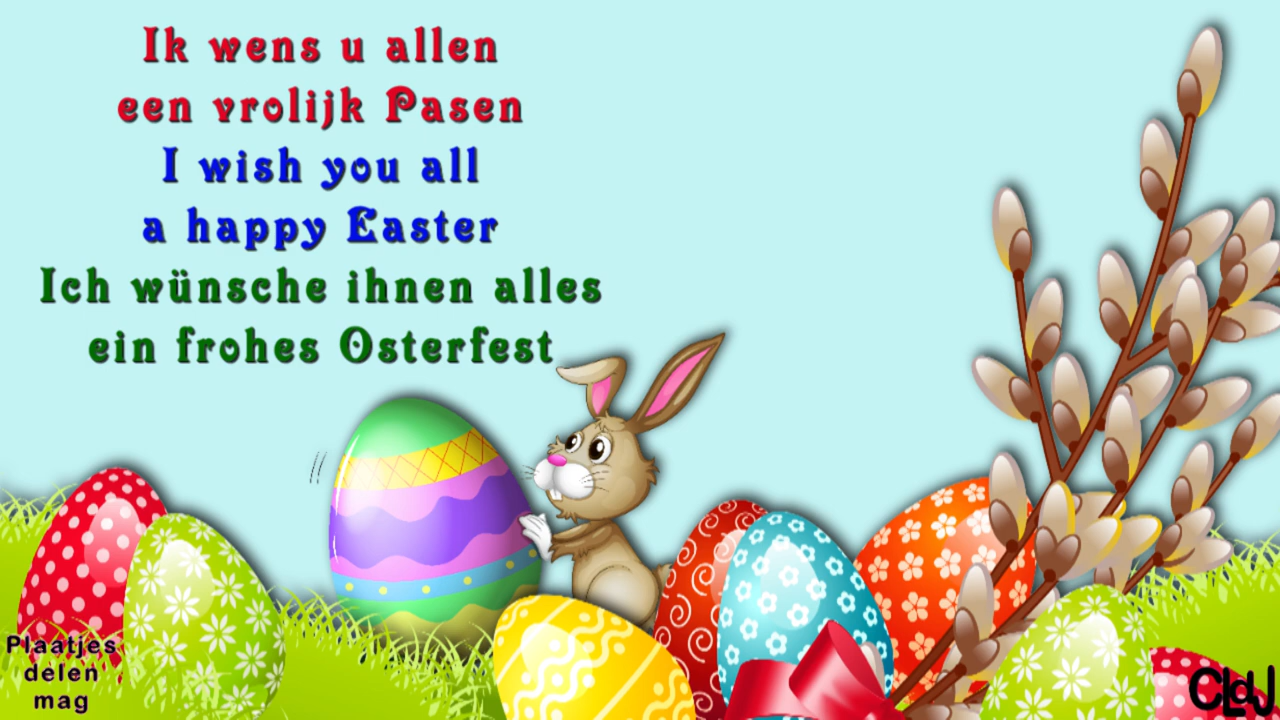 Ik wens u allen
een vrolijk Pasen
I wish you all
a happy Easter
Ich wünsche ihnen alles
ein frohes Osterfest
Plaatjes
delen
mag
CLdJ